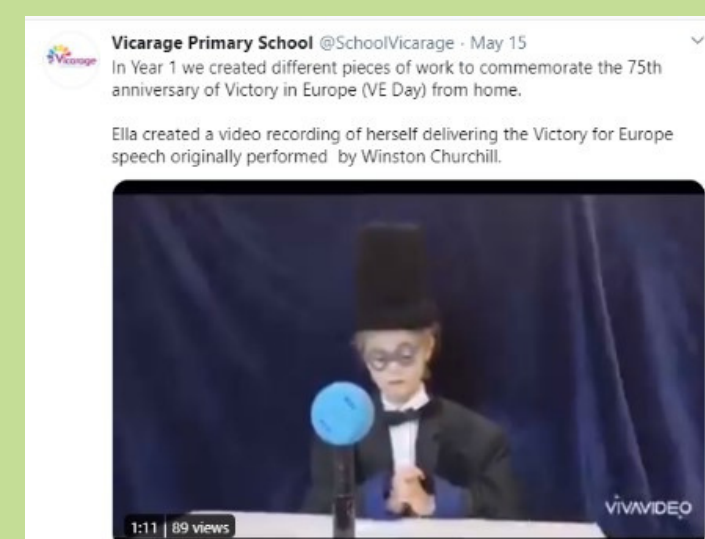 Vicarage
Vicarage Primary School @SchoolVicarage · May 15
In Year 1 we created different pieces of work to commemorate the 75th
anniversary of Victory in Europe (VE Day) from home.
Ella created a video recording of herself delivering the Victory for Europe
speech originally performed by Winston Churchill.
VIVAVIDEO
1:11 | 89 views